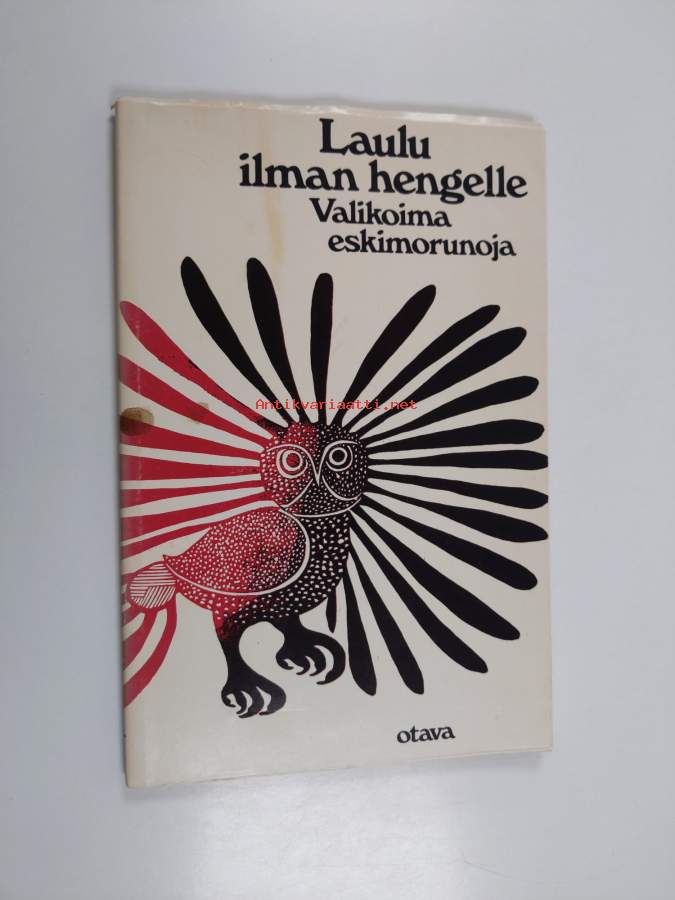 Laulu
ilman hengelle
Valikoima
eskimorunoja
Antikvariaatti.net
otava